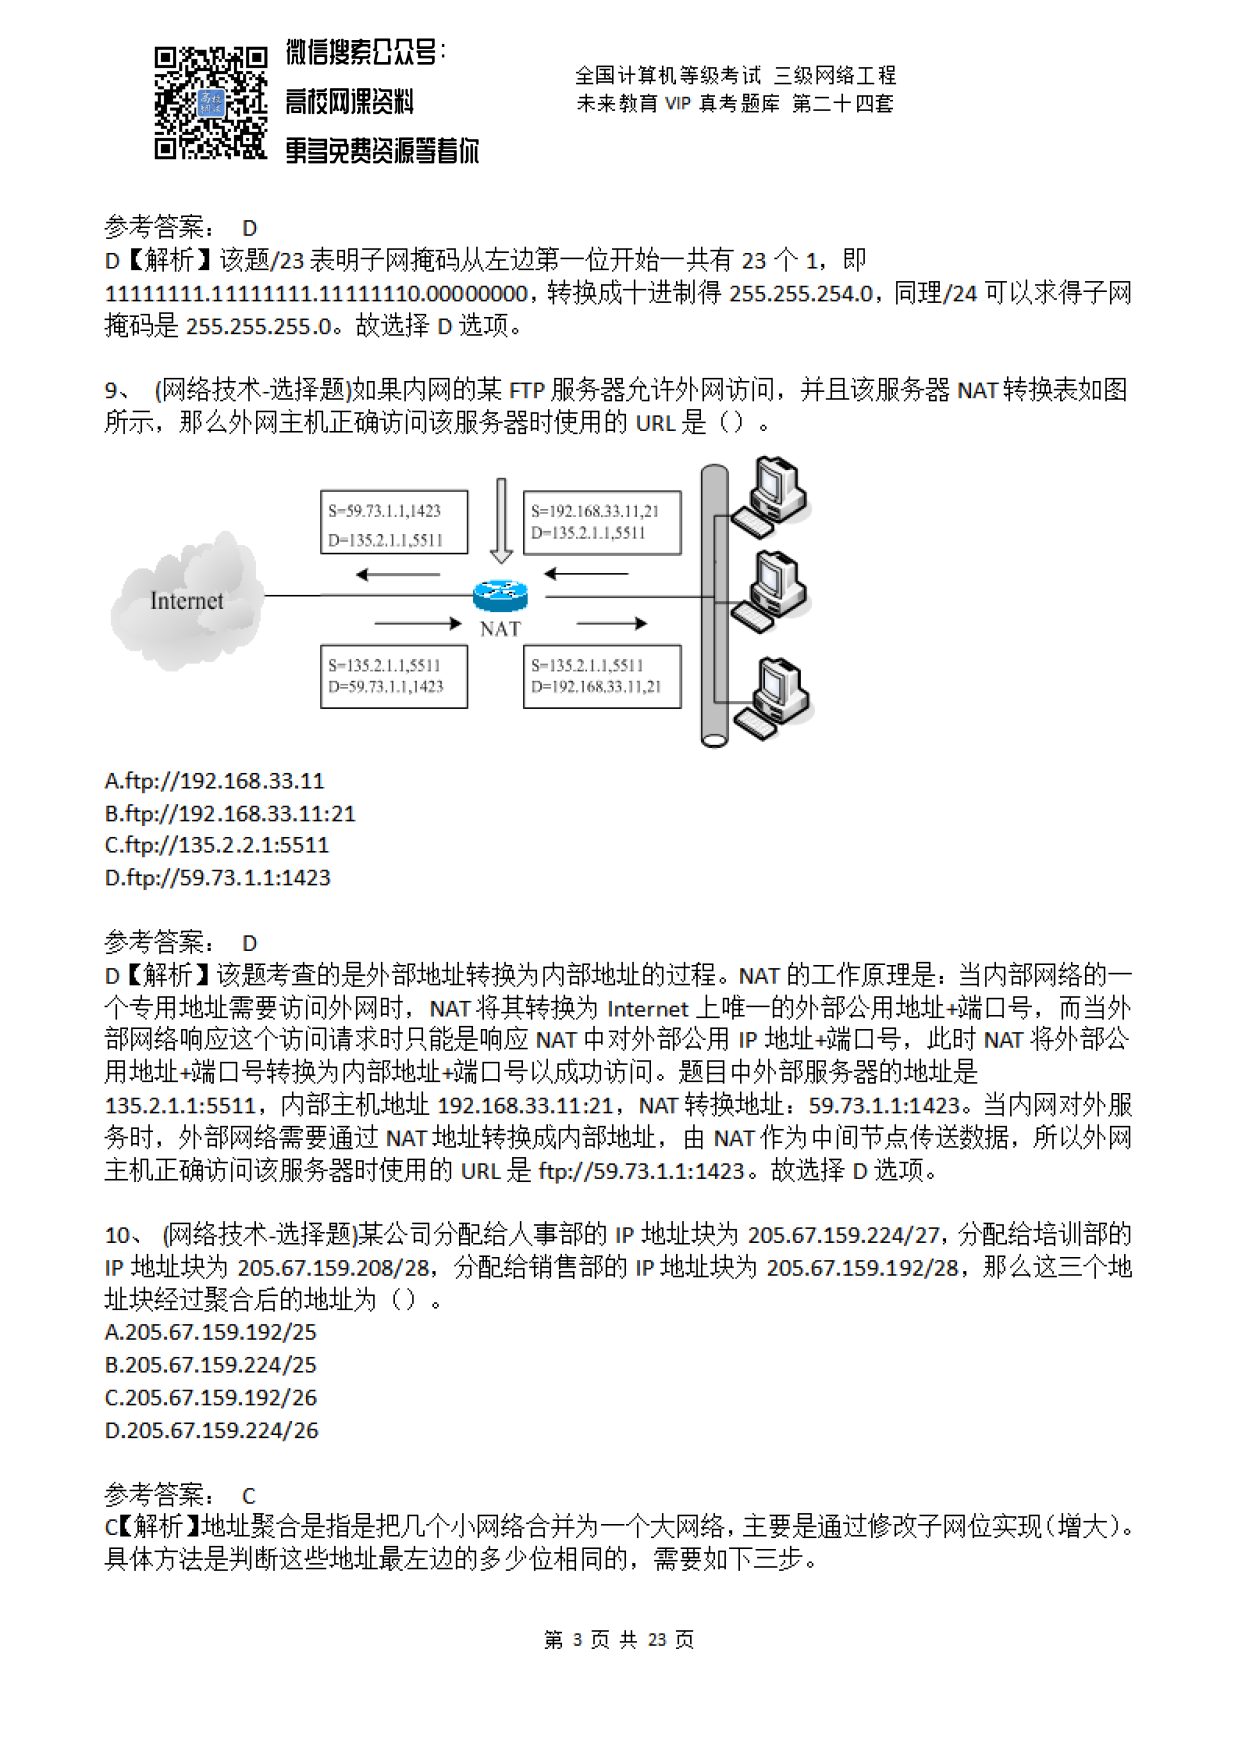 微信搜索公众号：
高校网课资料
更多免费资源等着你
全国计算机等级考试 三级网络工程
未来教育 VIP 真考题库 第二十四套
参考答案： D
D【解析】该题/23 表明子网掩码从左边第一位开始一共有 23 个 1，即
11111111.11111111.11111110.00000000，转换成十进制得 255.255.254.0，同理/24 可以求得子网
掩码是 255.255.255.0。故选择 D 选项。
9、 (网络技术-选择题)如果内网的某 FTP 服务器允许外网访问，并且该服务器 NAT 转换表如图
所示，那么外网主机正确访问该服务器时使用的 URL 是（）。
S=59.73.1.1,1423
D=135.2.1.1,5511
S=192.168.33.11,21
D=135.2.1.1,5511
Internet
NAT
S=135.2.1.1,5511
D=59.73.1.1,1423
S=135.2.1.1,5511
D=192.168.33.11,21
A.ftp://192.168.33.11
B.ftp://192.168.33.11:21
C.ftp://135.2.2.1:5511
D.ftp://59.73.1.1:1423
参考答案： D
D【解析】该题考查的是外部地址转换为内部地址的过程。NAT 的工作原理是：当内部网络的一
个专用地址需要访问外网时，NAT 将其转换为 Internet 上唯一的外部公用地址+端口号，而当外
部网络响应这个访问请求时只能是响应 NAT 中对外部公用 IP 地址+端口号，此时 NAT 将外部公
用地址+端口号转换为内部地址+端口号以成功访问。题目中外部服务器的地址是
135.2.1.1:5511，内部主机地址 192.168.33.11:21，NAT 转换地址：59.73.1.1:1423。当内网对外服
务时，外部网络需要通过 NAT 地址转换成内部地址，由 NAT 作为中间节点传送数据，所以外网
主机正确访问该服务器时使用的 URL 是 ftp://59.73.1.1:1423。故选择 D 选项。
10、 (网络技术-选择题)某公司分配给人事部的 IP 地址块为 205.67.159.224/27，分配给培训部的
IP 地址块为 205.67.159.208/28，分配给销售部的 IP 地址块为 205.67.159.192/28，那么这三个地
址块经过聚合后的地址为（）。
A.205.67.159.192/25
B.205.67.159.224/25
C.205.67.159.192/26
D.205.67.159.224/26
参考答案： C
C【解析】地址聚合是指是把几个小网络合并为一个大网络，主要是通过修改子网位实现（增大）。
具体方法是判断这些地址最左边的多少位相同的，需要如下三步。
第 3 页 共 23 页